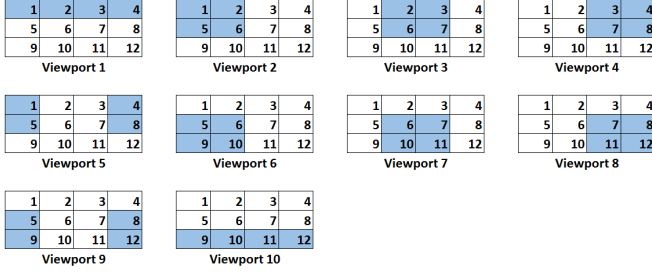 1 2 3 4
5 6 7 8
9 10 11 12
Viewport 1
1 2 3 4
5 6 7 8
9 10 11 12
Viewport 2
1 2 3 4
5 6 7 8
9 10 11 12
Viewport 3
1 2 3 4
5 6 7 8
9 10 11 12
Viewport 4
1 2 3 4
5 6 7 8
9 10 11 12
Viewport 5
1 2 3 4
5 6 7 8
9 10 11 12
Viewport 6
1 2 3 4
5 6 7 8
9 10 11 12
Viewport 7
1 2 3 4
5 6 7 8
9 10 11 12
Viewport 8
1 2 3 4
5 6 7 8
9 10 11 12
Viewport 9
1 2 3 4
5 6 7 8
9 10 11 12
Viewport 10